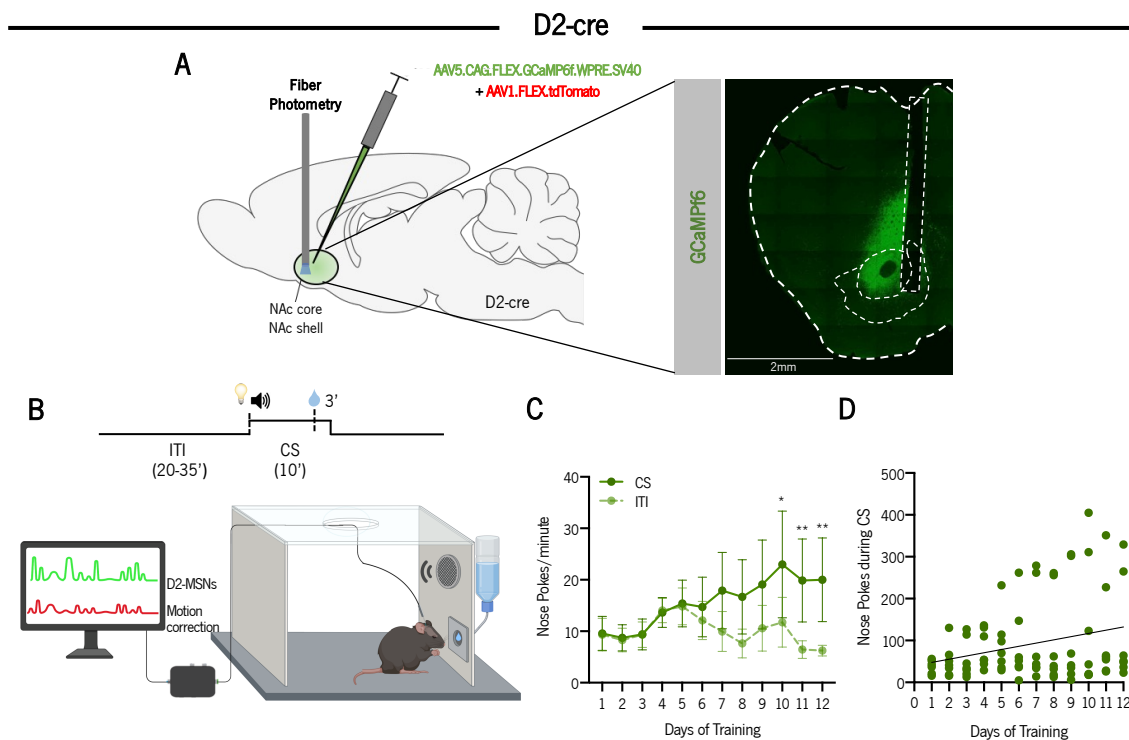 D2-cre
A
AAV5.CAG.FLEX.GCaMP6f.WPRE.SV40
+ AAV1.FLEX.tdTomato
Fiber
Photometry
NAc core
NAc shell
D2-cre
GCaMPf6
2mm
B
3'
ITI
(20-35')
CS
(10')
D2-MSNs
Motion
correction
C
Nose Pokes/minute
40
30
20
10
0
CS
ITI
*
**
**
1 2 3 4 5 6 7 8 9 10 11 12
Days of Training
D
Nose Pokes during CS
500
400
300
200
100
0
0 1 2 3 4 5 6 7 8 9 10 11 12
Days of Training